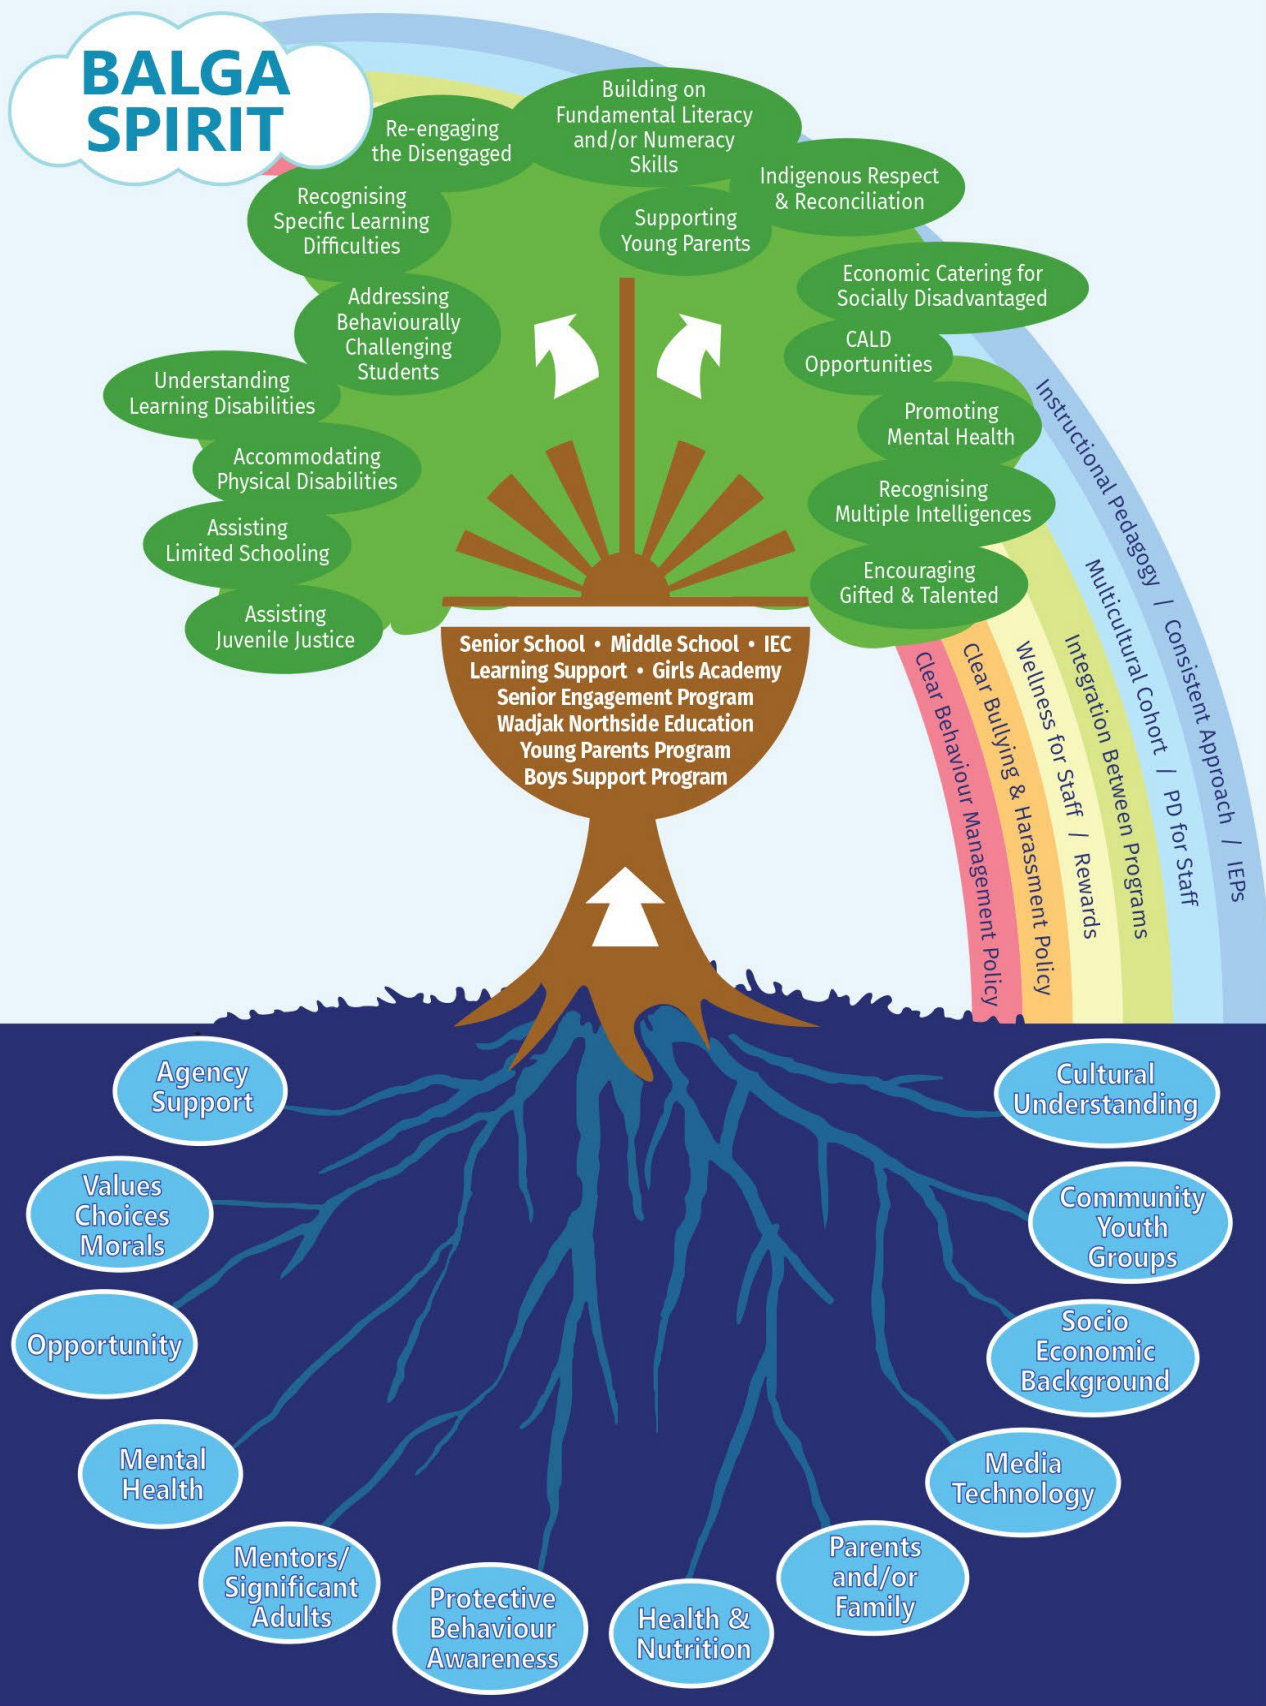 BALGA
SPIRIT
Re-engaging
the Disengaged
Building on
Fundamental Literacy
and/or Numeracy
Skills
Indigenous Respect
& Reconciliation
Recognising
Specific Learning
Difficulties
Supporting
Young Parents
Economic Catering for
Socially Disadvantaged
Addressing
Behaviourally
Challenging
Students
CALD
Opportunities
Understanding
Learning Disabilities
Promoting
Mental Health
Accommodating
Physical Disabilities
Recognising
Multiple Intelligences
Assisting
Limited Schooling
Encouraging
Gifted & Talented
Assisting
Juvenile Justice
Senior School • Middle School • IEC
Learning Support • Girls Academy
Senior Engagement Program
Wadjak Northside Education
Young Parents Program
Boys Support Program
Clear Behaviour Management Policy
Clear Bullying & Harassment Policy
Wellness for Staff / Rewards
Integration Between Programs
Multicultural Cohort / PD for Staff
Instructional Pedagogy / Consistent Approach / IEPs
Agency
Support
Values
Choices
Morals
Opportunity
Mental
Health
Mentors/
Significant
Adults
Protective
Behaviour
Awareness
Health &
Nutrition
Parents
and/or
Family
Media
Technology
Socio
Economic
Background
Community
Youth
Groups
Cultural
Understanding